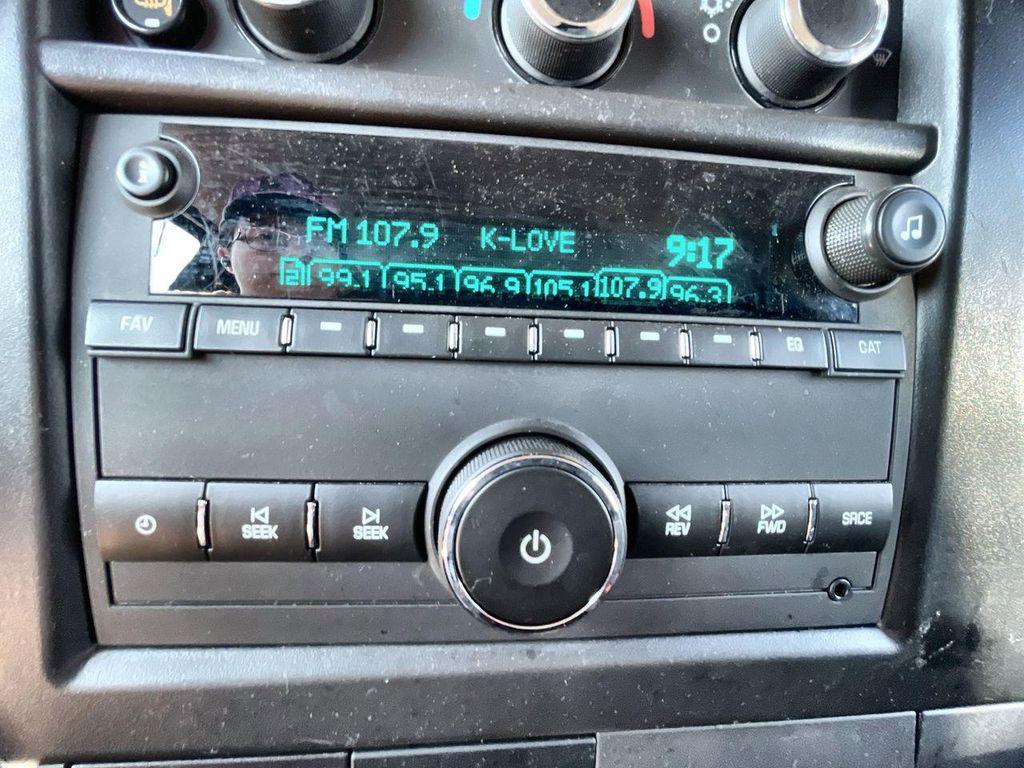 FM 107.9 K-LOVE 9:17
2 99.1 95.1 96.9 105.1 107.9 96.3
FAV MENU EQ CAT
SEEK SEEK REV FWD SRCE